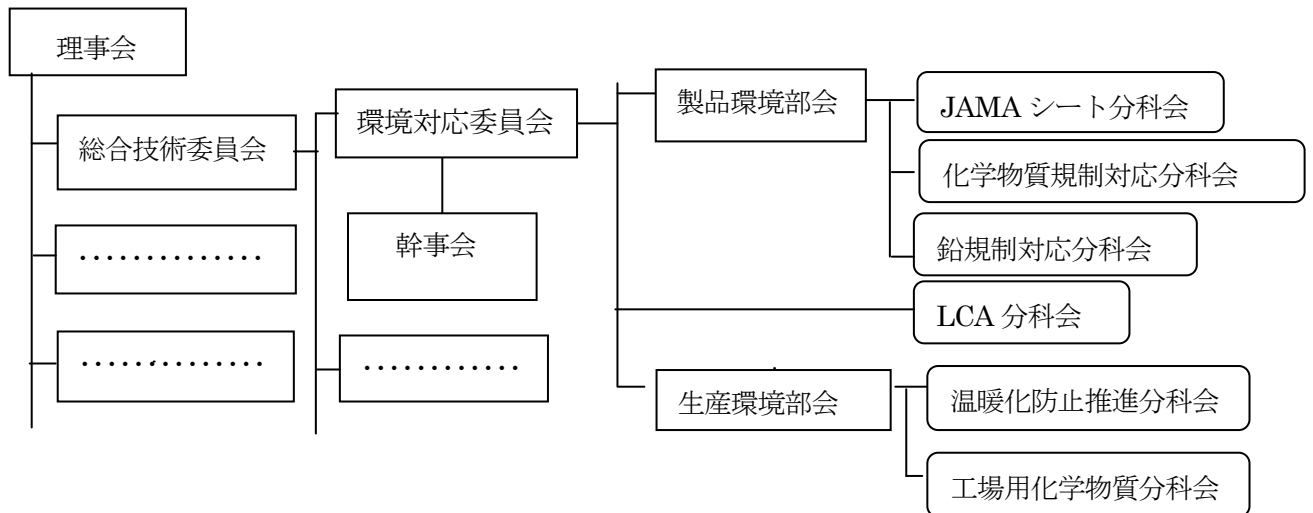 理事会
総合技術委員会
環境対応委員会
幹事会
製品環境部会
JAMA シート分科会
化学物質規制対応分科会
鉛規制対応分科会
LCA 分科会
生産環境部会
温暖化防止推進分科会
工場用化学物質分科会
・・・・・・・・・・・・・・
・・・・・・・・・・・・・・
・・・・・・・・・・・・